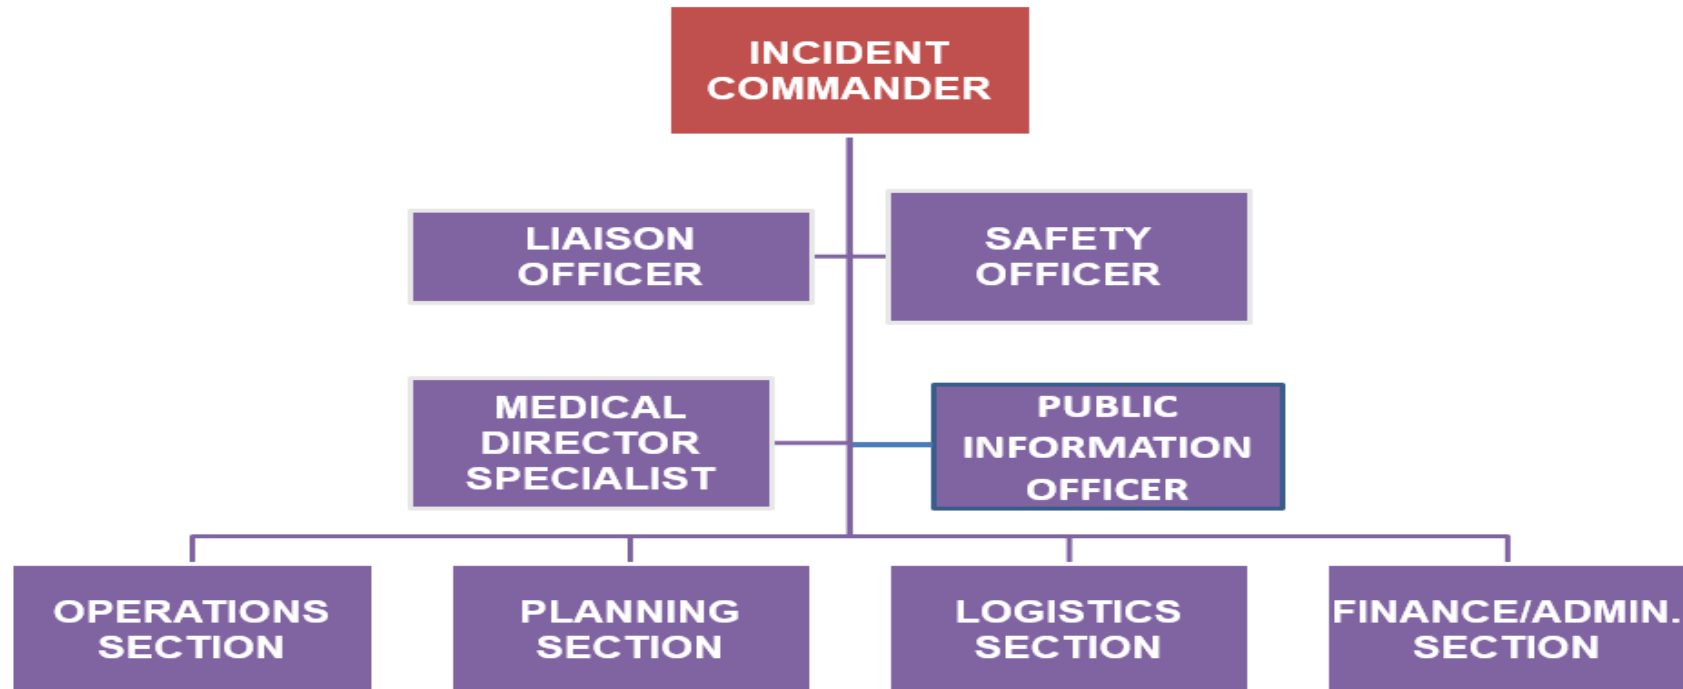 INCIDENT
COMMANDER
LIAISON
OFFICER
SAFETY
OFFICER
MEDICAL
DIRECTOR
SPECIALIST
PUBLIC
INFORMATION
OFFICER
OPERATIONS
SECTION
PLANNING
SECTION
LOGISTICS
SECTION
FINANCE/ADMIN.
SECTION